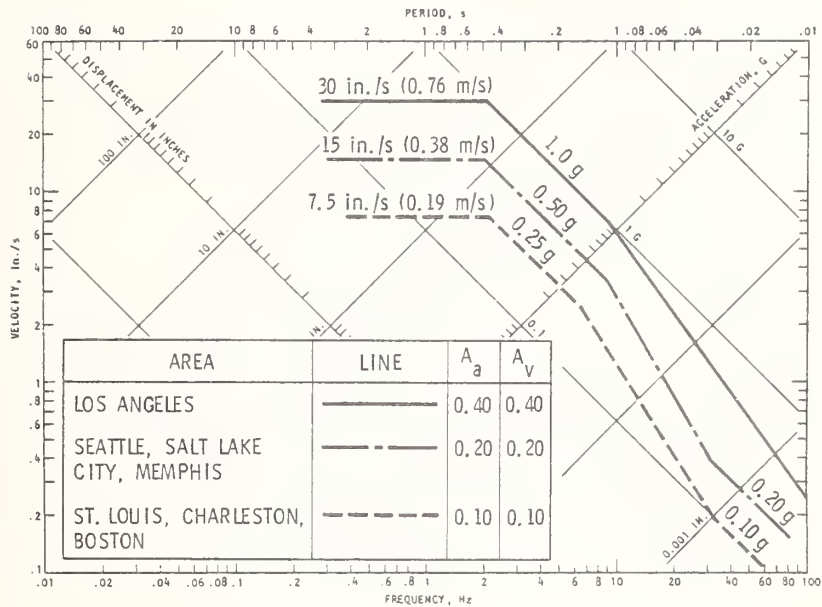 PERIOD, s
100 80 60 40 20 10 8 6 4 2 1 .8 .6 .4 .2 .1 .08 .06 .04 .02 .01
60
40
20
10
8
6
4
2
1
.8
.6
.4
.2
.1
VELOCITY, in./s
DISPLACEMENT IN INCHES
100 IN.
10 IN.
IN.
ACCELERATION, G
10 G
1 G
0.1
0.001 IN.
30 in./s (0.76 m/s)
1.0 g
15 in./s (0.38 m/s)
0.50 g
7.5 in./s (0.19 m/s)
0.25 g
0.20 g
0.10 g
AREA LINE Aa Av
LOS ANGELES 0.40 0.40
SEATTLE, SALT LAKE 0.20 0.20
CITY, MEMPHIS
ST. LOUIS, CHARLESTON, 0.10 0.10
BOSTON
.01 .02 .04 .06 .08 .1 .2 .4 .6 .8 1 2 4 6 8 10 20 40 60 80 100
FREQUENCY, Hz